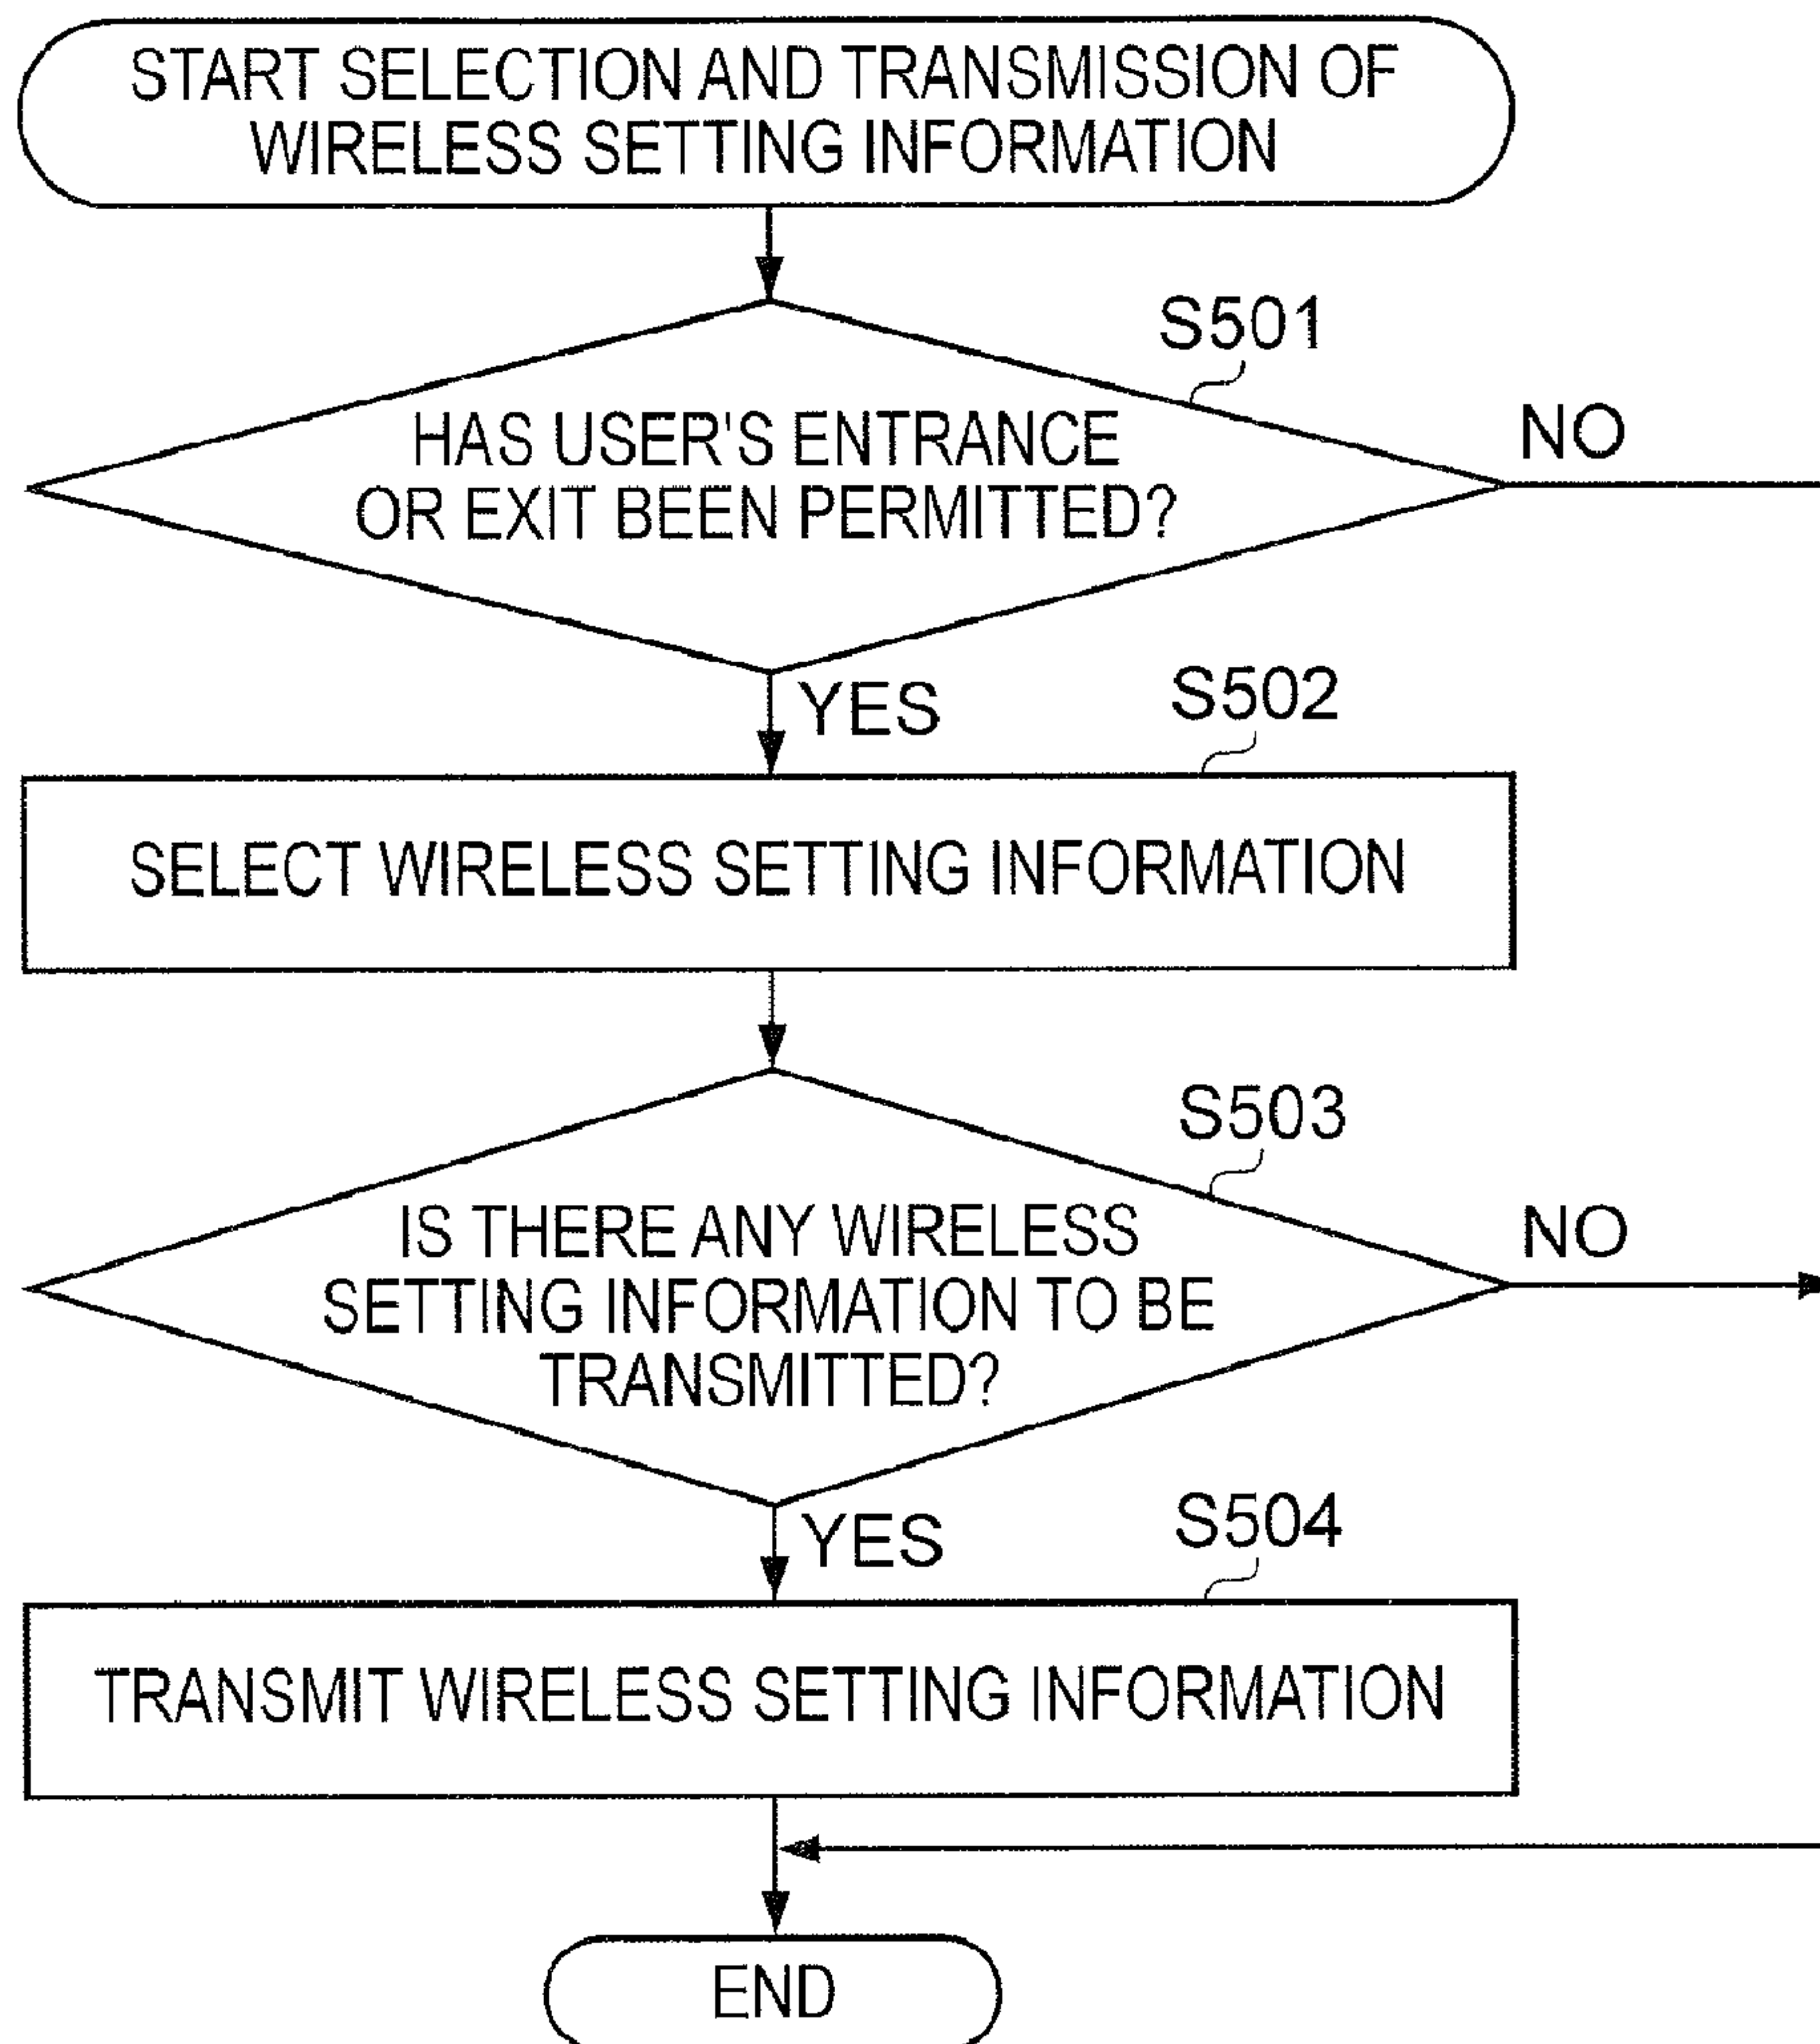 START SELECTION AND TRANSMISSION OF
WIRELESS SETTING INFORMATION
S501
HAS USER'S ENTRANCE
OR EXIT BEEN PERMITTED?
NO
YES
S502
SELECT WIRELESS SETTING INFORMATION
S503
IS THERE ANY WIRELESS
SETTING INFORMATION TO BE
TRANSMITTED?
NO
YES
S504
TRANSMIT WIRELESS SETTING INFORMATION
END